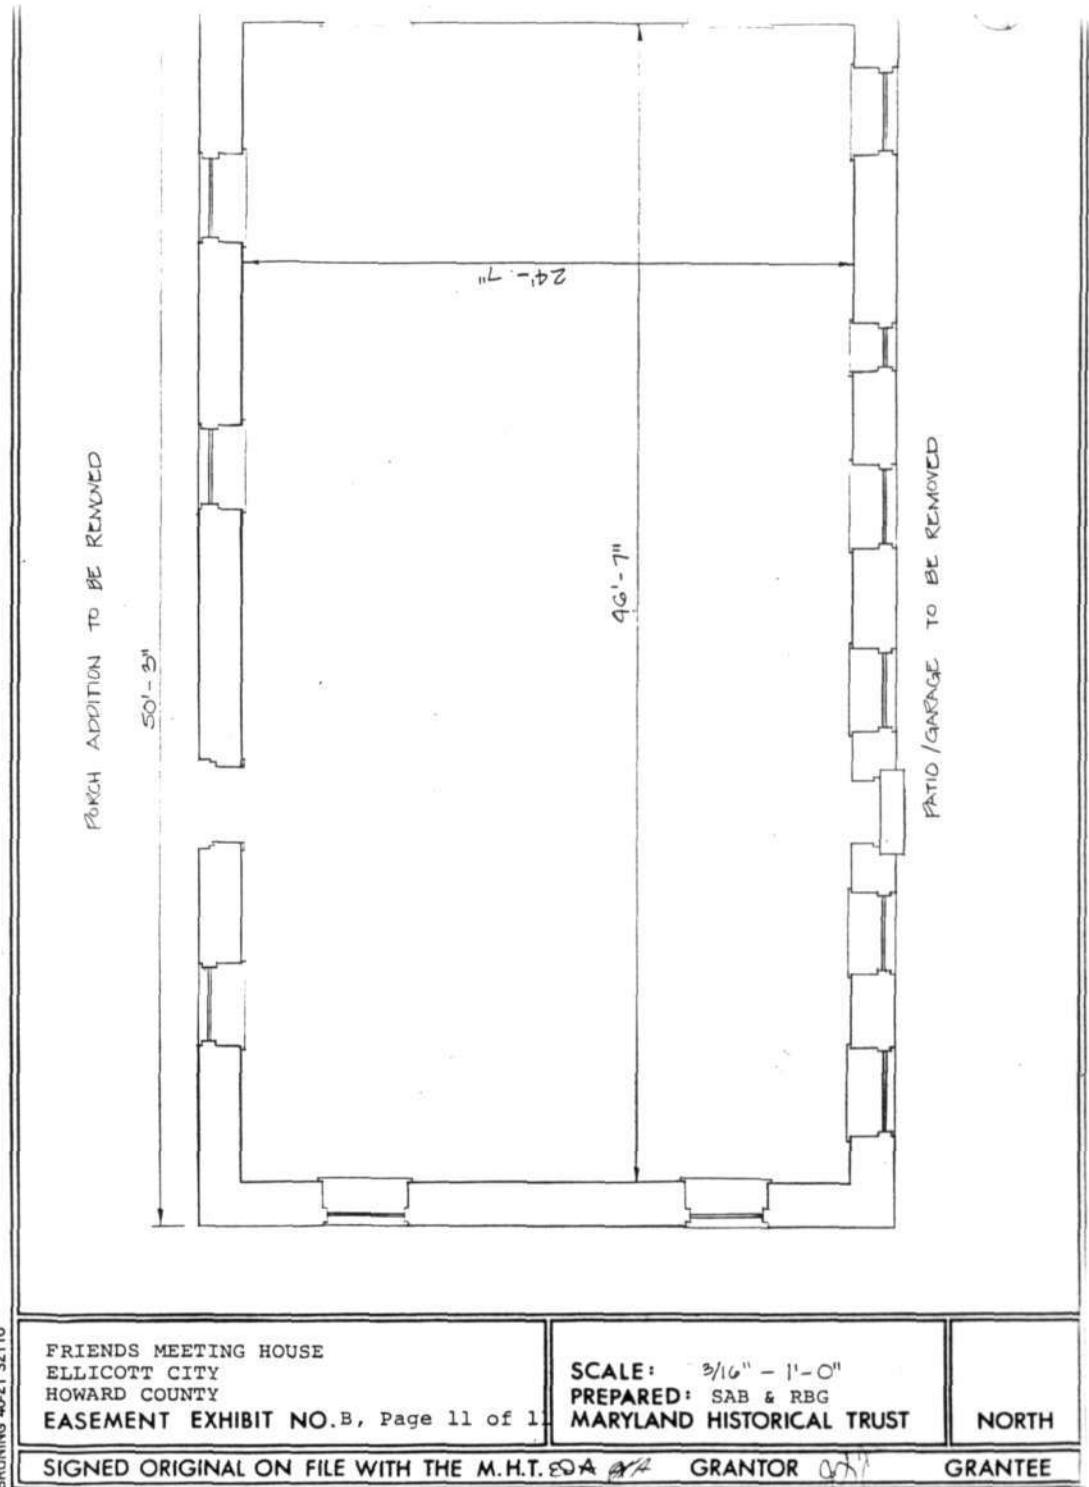 24'-7"
PORCH ADDITION TO BE REMOVED
50'-3"
46'-7"
PATIO/GARAGE TO BE REMOVED
FRIENDS MEETING HOUSE
ELLICOTT CITY
HOWARD COUNTY
EASEMENT EXHIBIT NO. B, Page 11 of 11
SCALE: 3/16" - 1'-0"
PREPARED: SAB & RBG
MARYLAND HISTORICAL TRUST
NORTH
SIGNED ORIGINAL ON FILE WITH THE M.H.T. GRANTOR GRANTEE